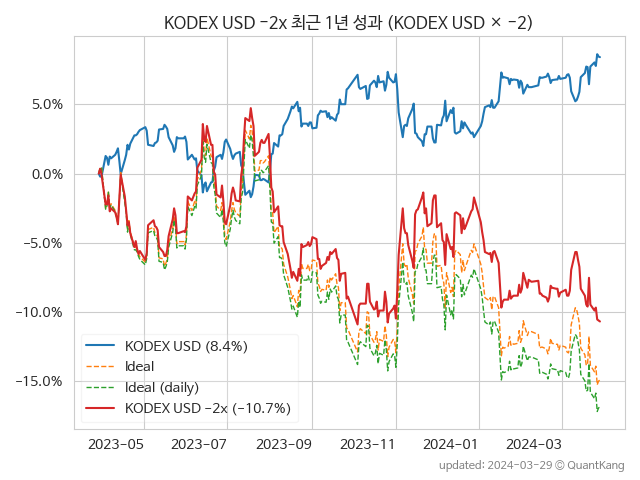 KODEX USD −2x 최근 1년 성과 (KODEX USD × −2)
5.0%
0.0%
−5.0%
−10.0%
−15.0%
KODEX USD (8.4%)
Ideal
Ideal (daily)
KODEX USD −2x (−10.7%)
2023−05 2023−07 2023−09 2023−11 2024−01 2024−03
updated: 2024−03−29 © QuantKang